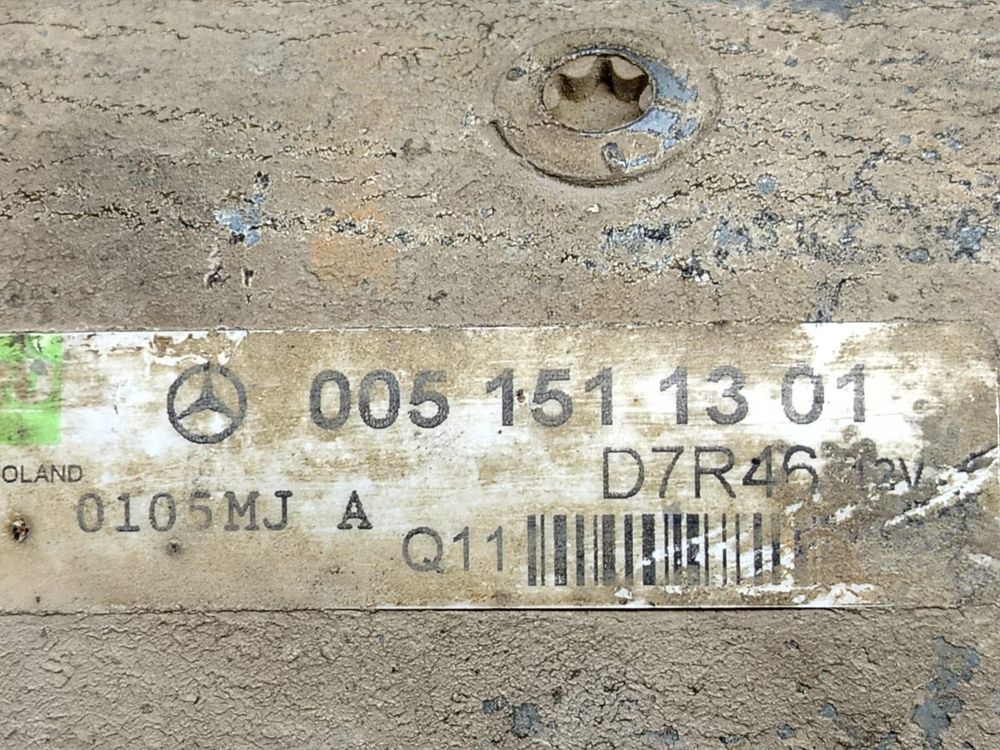 005 151 13 01
OLAND
D7R46 12V
0105MJ A
Q11